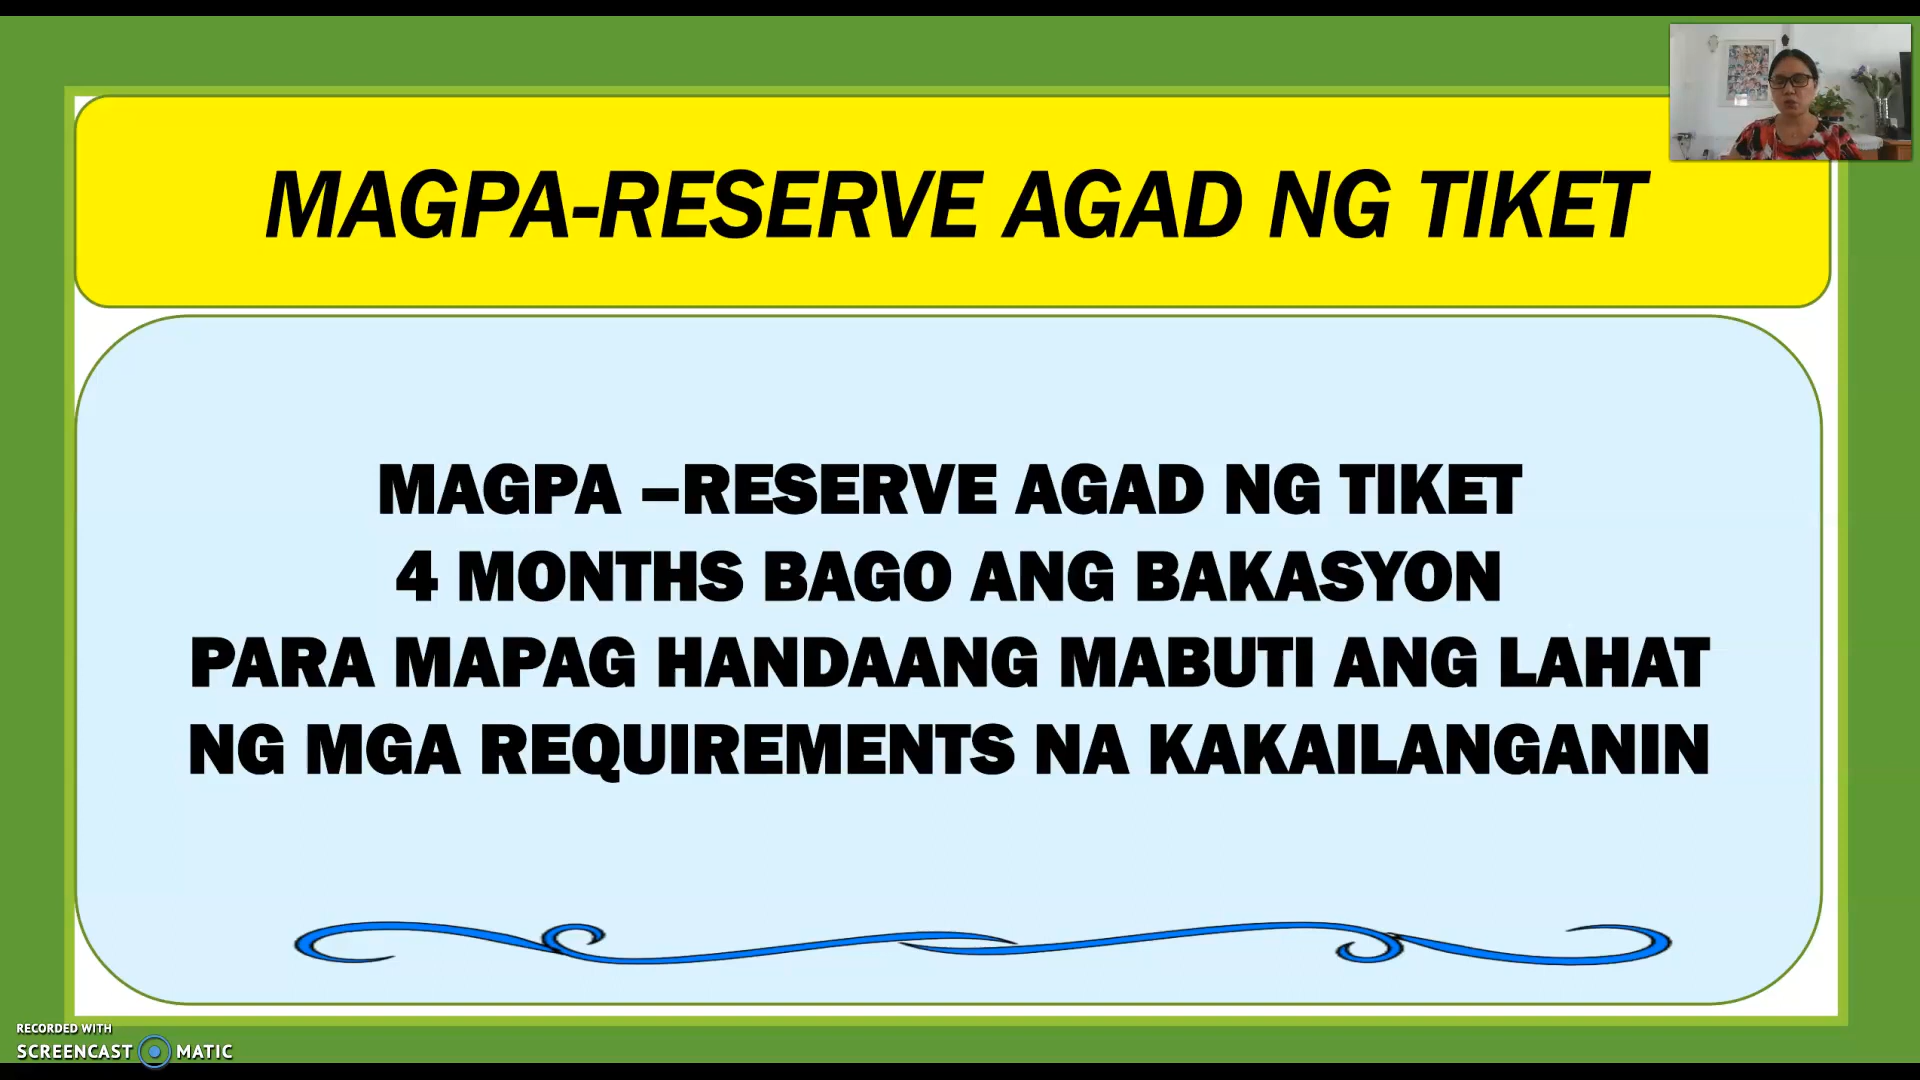 MAGPA-RESERVE AGAD NG TIKET
MAGPA –RESERVE AGAD NG TIKET
4 MONTHS BAGO ANG BAKASYON
PARA MAPAG HANDAANG MABUTI ANG LAHAT
NG MGA REQUIREMENTS NA KAKAILANGANIN
RECORDED WITH
SCREENCAST MATIC